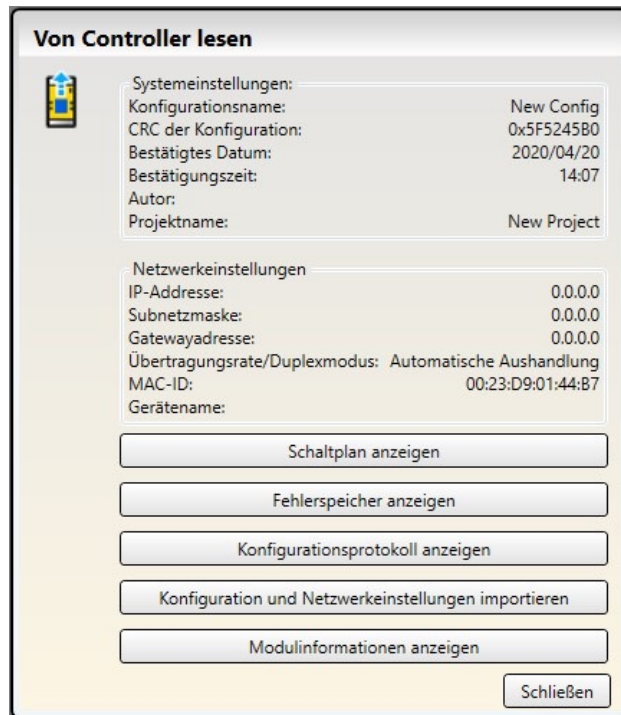 Von Controller lesen
Systemeinstellungen:
Konfigurationsname: New Config
CRC der Konfiguration: 0x5F5245B0
Bestätigtes Datum: 2020/04/20
Bestätigungszeit: 14:07
Autor:
Projektname: New Project
Netzwerkeinstellungen
IP-Addresse: 0.0.0.0
Subnetzmaske: 0.0.0.0
Gatewayadresse: 0.0.0.0
Übertragungsrate/Duplexmodus: Automatische Aushandlung
MAC-ID: 00:23:D9:01:44:B7
Gerätename:
Schaltplan anzeigen
Fehlerspeicher anzeigen
Konfigurationsprotokoll anzeigen
Konfiguration und Netzwerkeinstellungen importieren
Modulinformationen anzeigen
Schließen